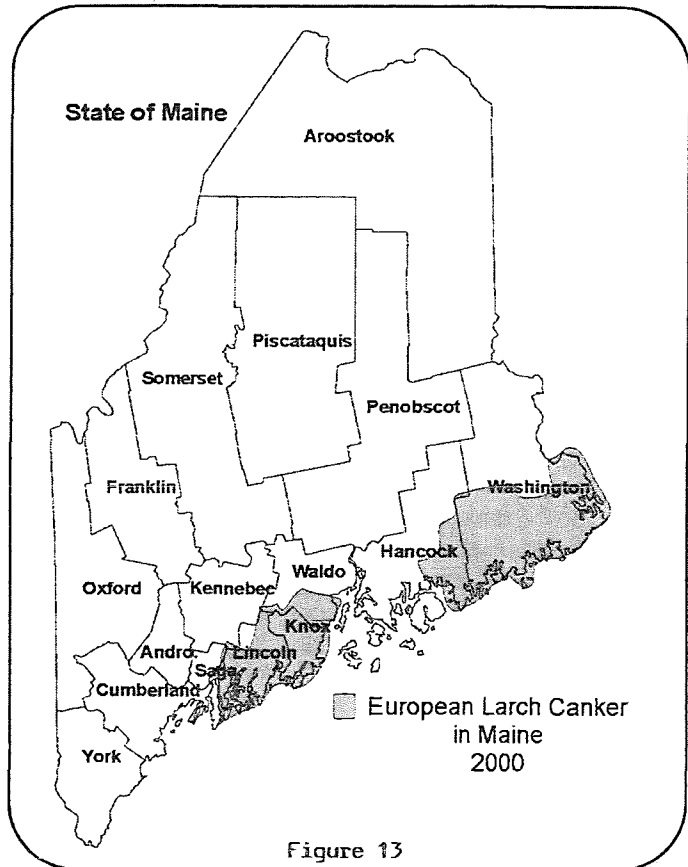 State of Maine
Aroostook
Piscataquis
Somerset
Penobscot
Franklin
Washington
Hancock
Waldo
Oxford
Kennebec
Knox
Andro.
Lincoln
Saga
Cumberland
European Larch Canker
in Maine
2000
York
Figure 13